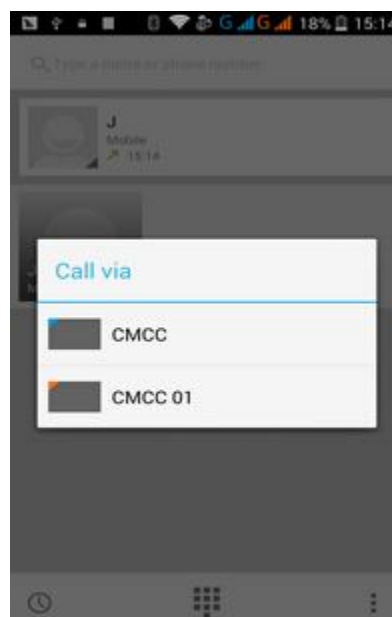 G G 18% 15:14
Type a name or phone number
J
Mobile
15:14
Call via
CMCC
CMCC 01